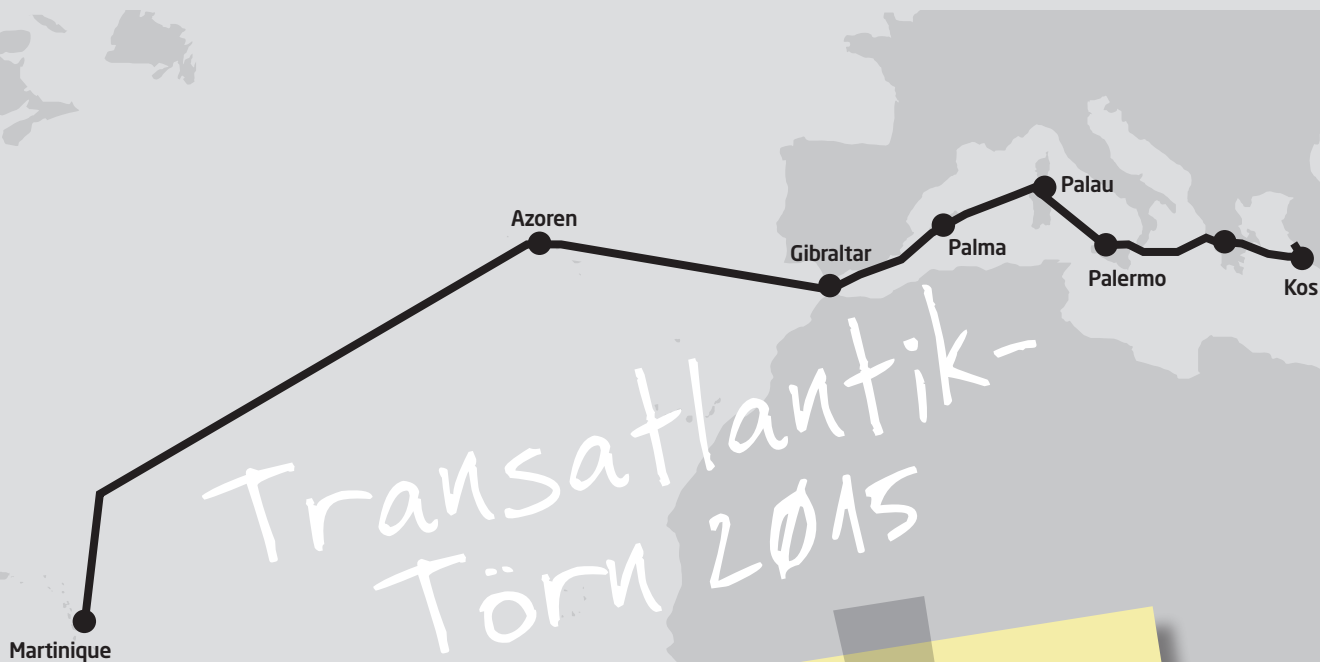 Azoren
Palau
Gibraltar
Palma
Palermo
Kos
Transatlantik-
Törn 2015
Martinique